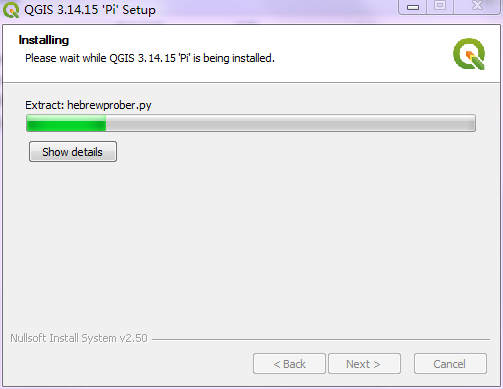 QGIS 3.14.15 'Pi' Setup
Installing
Please wait while QGIS 3.14.15 'Pi' is being installed.
Extract: hebrewprober.py
Show details
Nullsoft Install System v2.50
< Back
Next >
Cancel